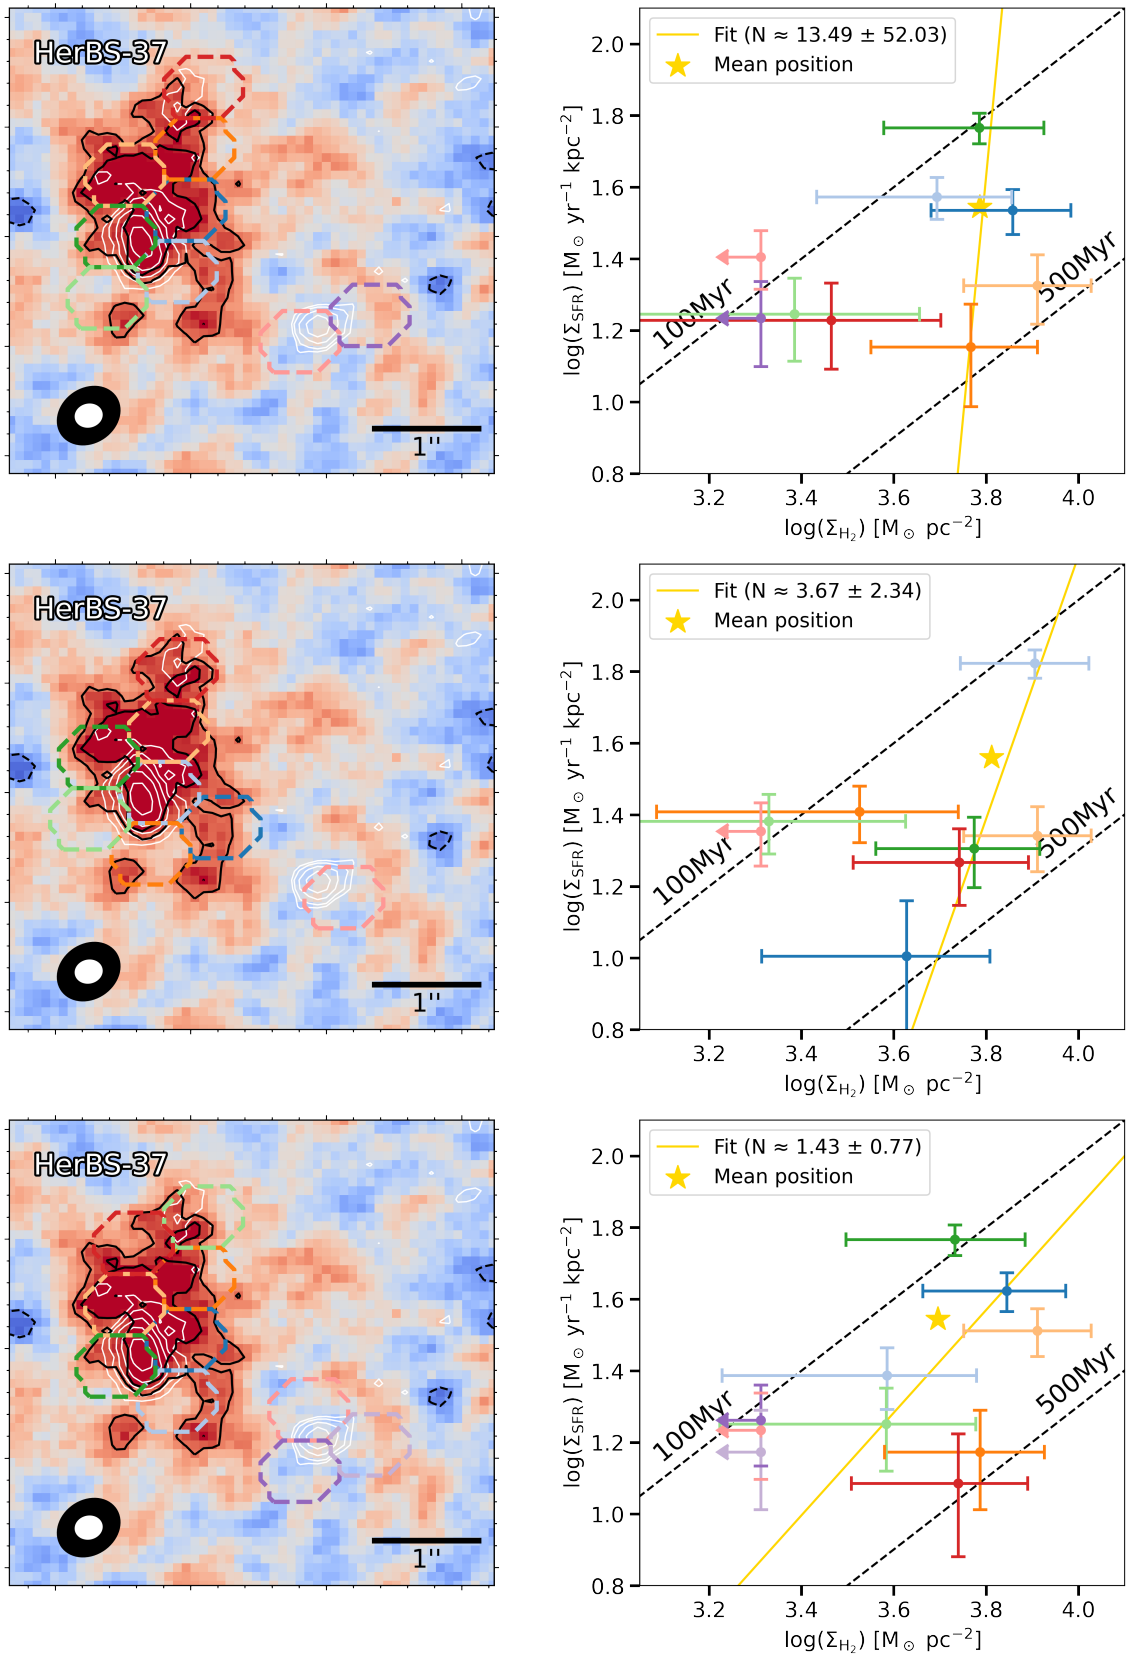 HerBS-37
1''
Fit (N ≈ 13.49 ± 52.03)
Mean position
100Myr
500Myr
2.0
1.8
1.6
1.4
1.2
1.0
0.8
3.2 3.4 3.6 3.8 4.0
log(Σ_SFR) [M⊙ yr⁻¹ kpc⁻²]
log(Σ_H₂) [M⊙ pc⁻²]
HerBS-37
1''
Fit (N ≈ 3.67 ± 2.34)
Mean position
100Myr
500Myr
2.0
1.8
1.6
1.4
1.2
1.0
0.8
3.2 3.4 3.6 3.8 4.0
log(Σ_SFR) [M⊙ yr⁻¹ kpc⁻²]
log(Σ_H₂) [M⊙ pc⁻²]
HerBS-37
1''
Fit (N ≈ 1.43 ± 0.77)
Mean position
100Myr
500Myr
2.0
1.8
1.6
1.4
1.2
1.0
0.8
3.2 3.4 3.6 3.8 4.0
log(Σ_SFR) [M⊙ yr⁻¹ kpc⁻²]
log(Σ_H₂) [M⊙ pc⁻²]